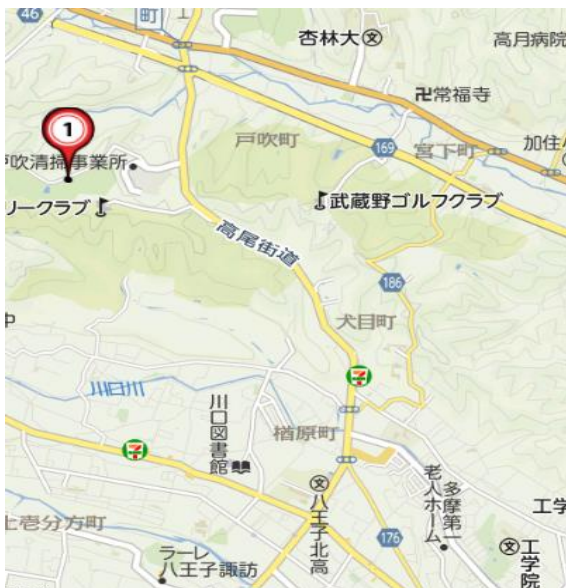 46
町
杏林大
高月病院
卍常福寺
1
戸吹町
169
宮下町
加住
戸吹清掃事業所
リークラブ
武蔵野ゴルフクラブ
高尾街道
186
犬目町
中
川口川
川口図書館
楢原町
八王子北高
176
多摩第一老人ホーム
工学
工学院
上壱分方町
ラーレ
八王子諏訪